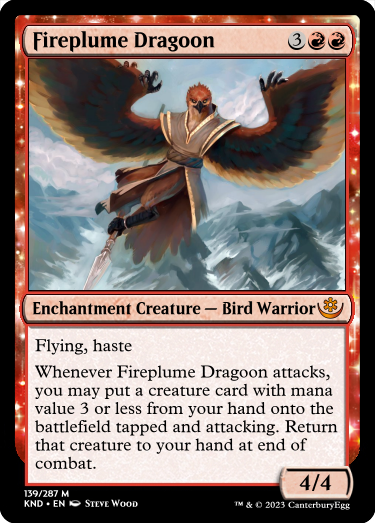 Fireplume Dragoon 3
Enchantment Creature — Bird Warrior
Flying, haste
Whenever Fireplume Dragoon attacks,
you may put a creature card with mana
value 3 or less from your hand onto the
battlefield tapped and attacking. Return
that creature to your hand at end of
combat.
4/4
139/287 M
KND • EN Steve Wood
™ & © 2023 CanterburyEgg